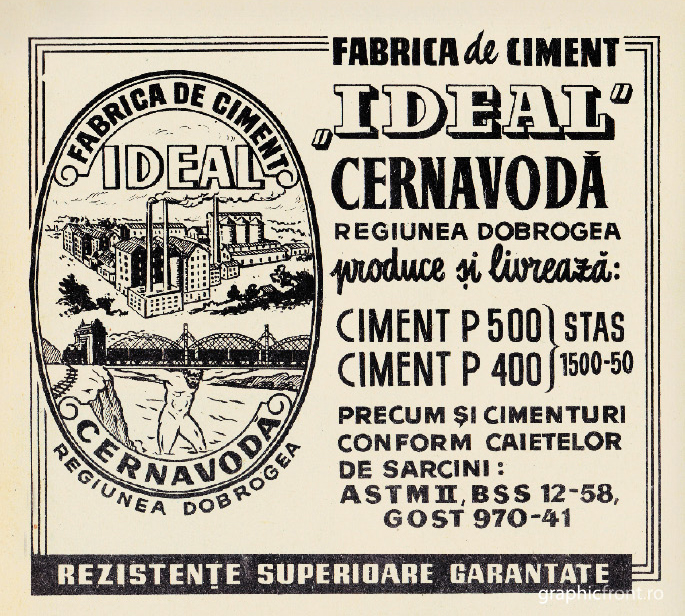 FABRICA DE CIMENT
IDEAL
CERNAVODA
REGIUNEA DOBROGEA
FABRICA de CIMENT
„IDEAL"
CERNAVODĂ
REGIUNEA DOBROGEA
produce și livrează:
CIMENT P 500 } STAS
CIMENT P 400 } 1500-50
PRECUM ȘI CIMENTURI
CONFORM CAIETELOR
DE SARCINI:
ASTM II, BSS 12-58,
GOST 970-41
REZISTENȚE SUPERIOARE GARANTATE
graphicfront.ro